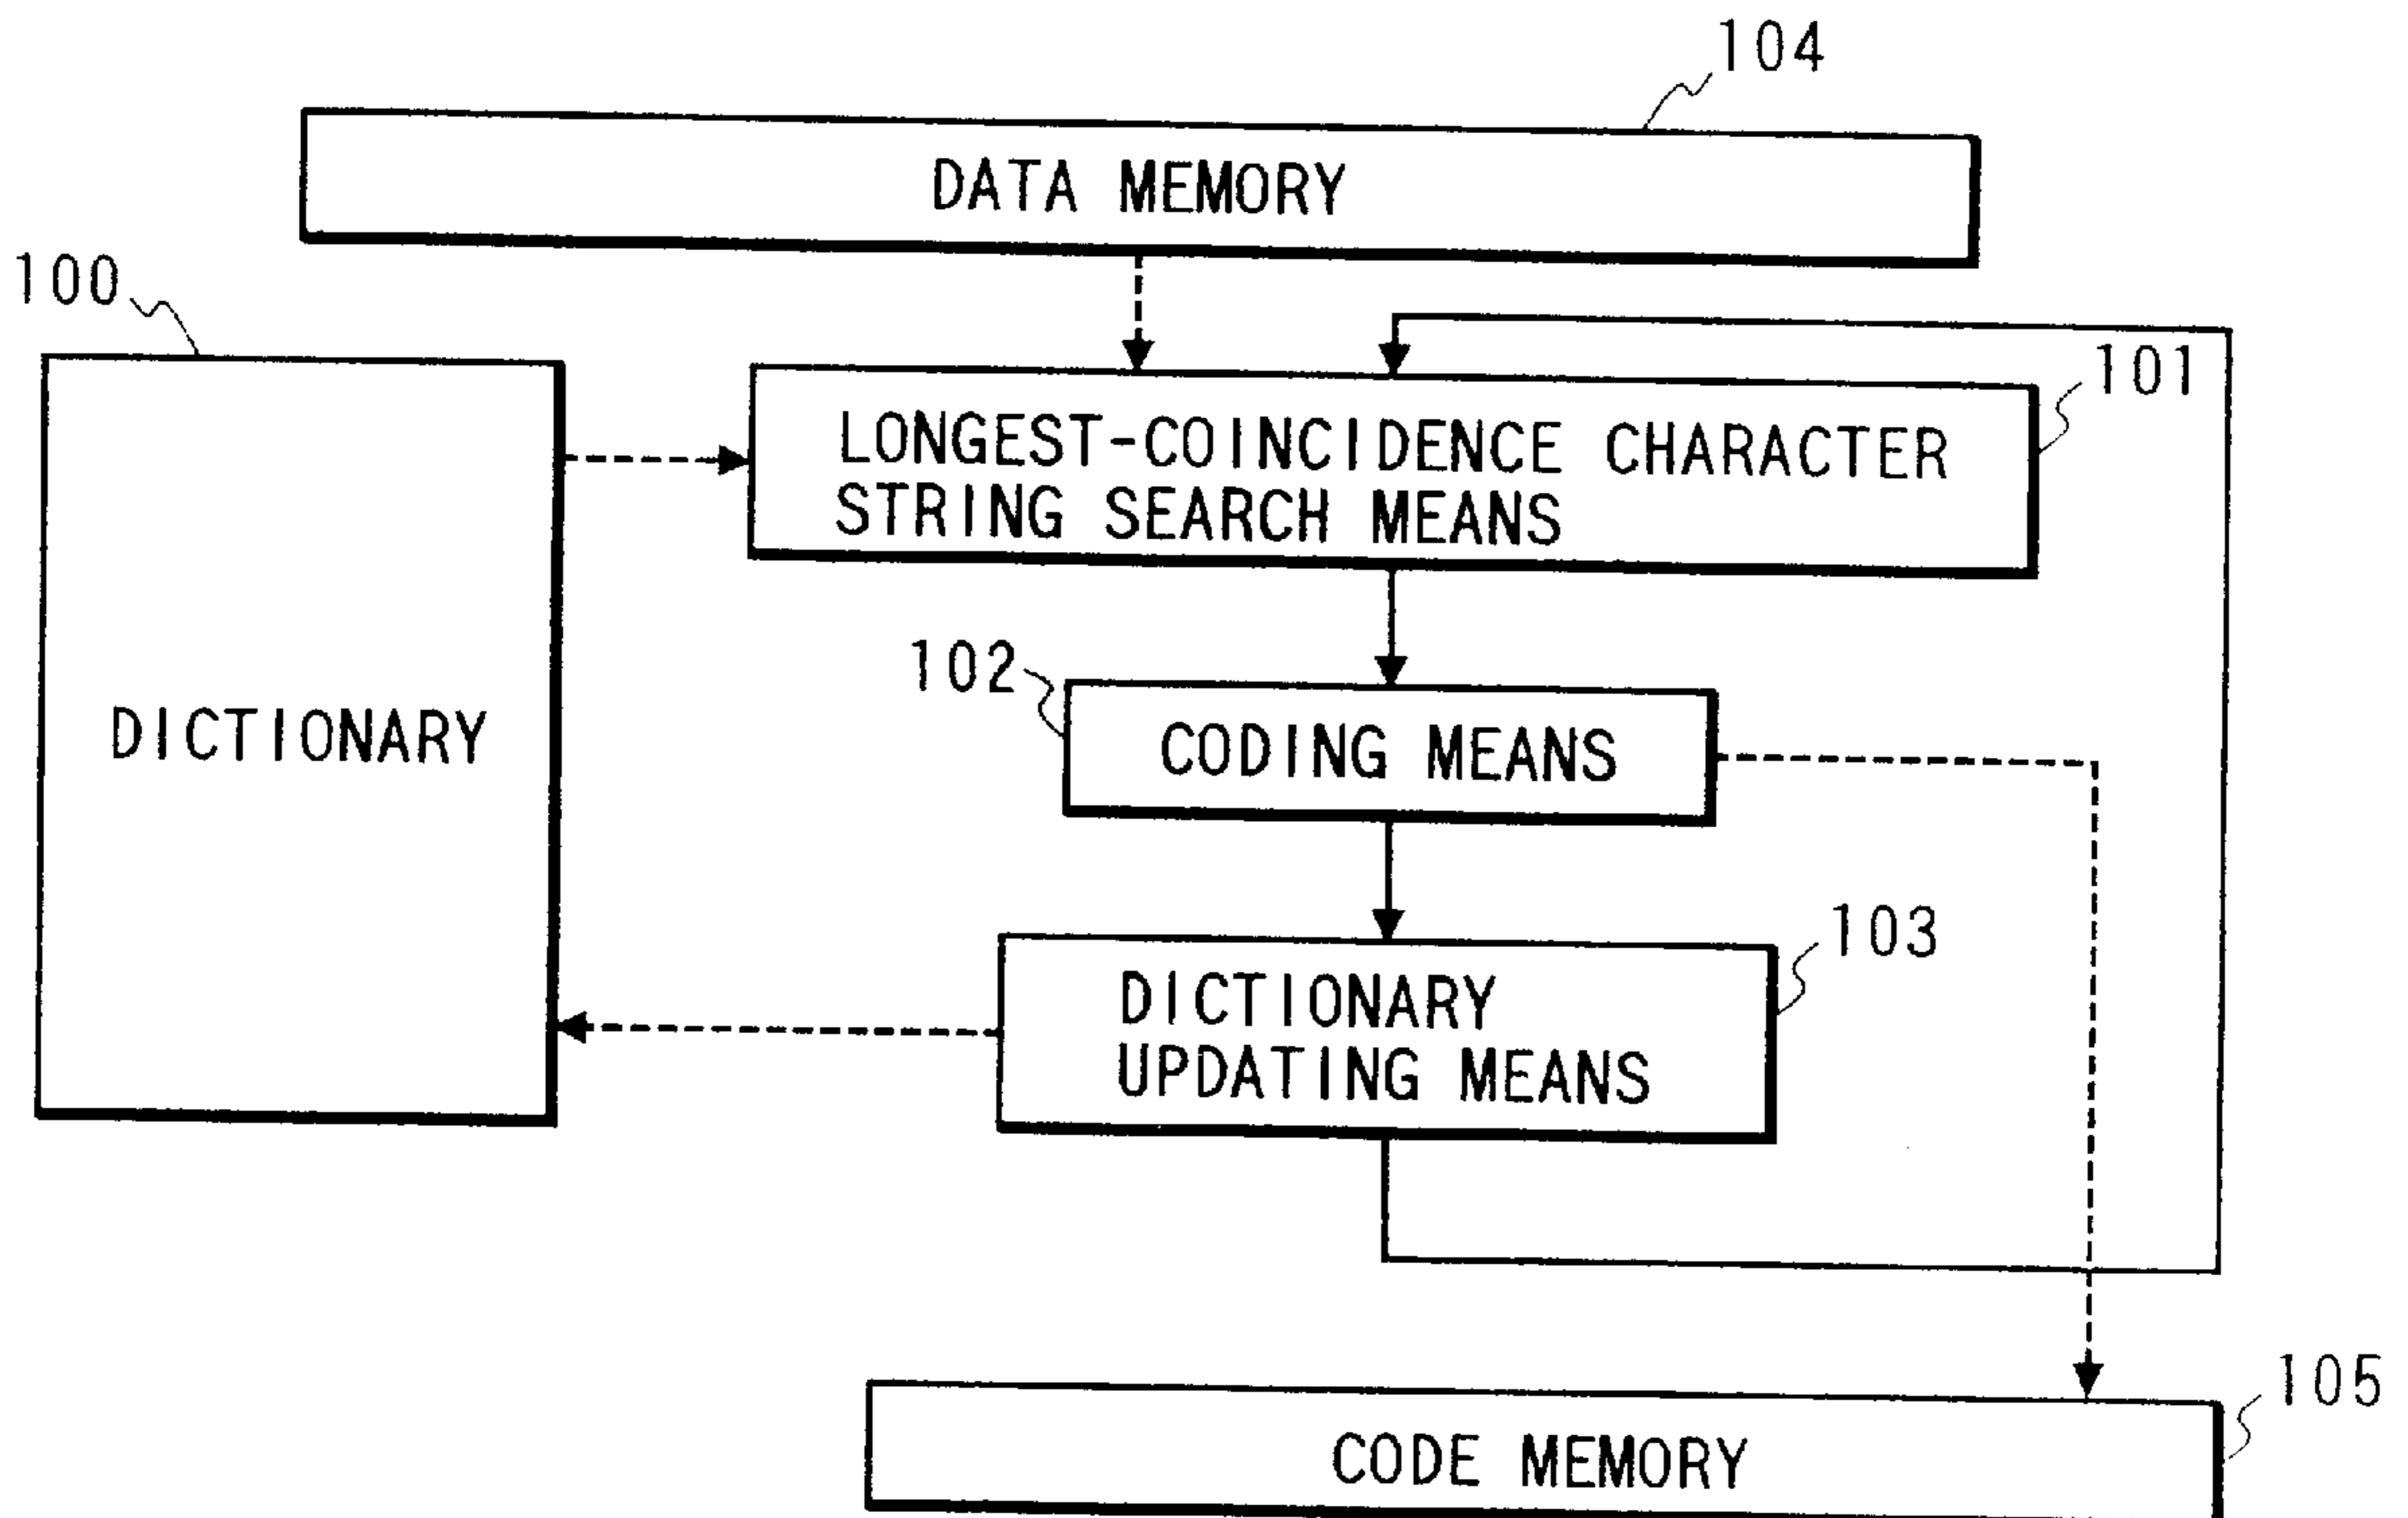 104
DATA MEMORY
100
101
LONGEST-COINCIDENCE CHARACTER
STRING SEARCH MEANS
102
CODING MEANS
DICTIONARY
103
DICTIONARY
UPDATING MEANS
105
CODE MEMORY